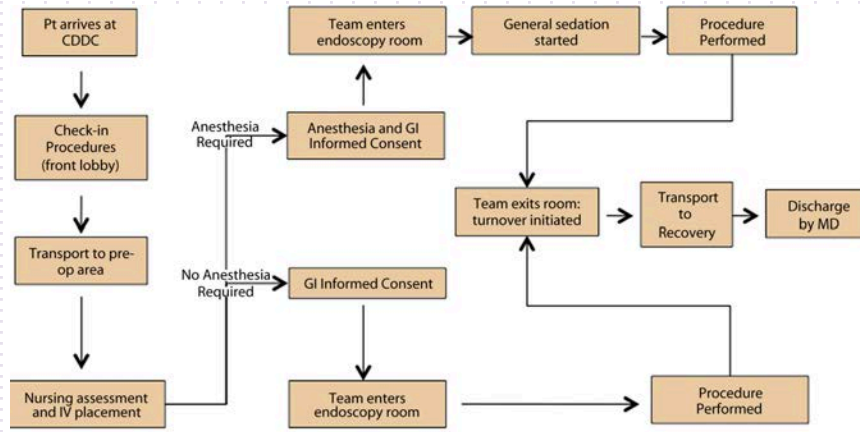 Pt arrives at
CDDC
Check-in
Procedures
(front lobby)
Transport to pre-
op area
Nursing assessment
and IV placement
Anesthesia
Required
Anesthesia and GI
Informed Consent
Team enters
endoscopy room
General sedation
started
Procedure
Performed
No Anesthesia
Required
GI Informed Consent
Team enters
endoscopy room
Procedure
Performed
Team exits room:
turnover initiated
Transport
to
Recovery
Discharge
by MD